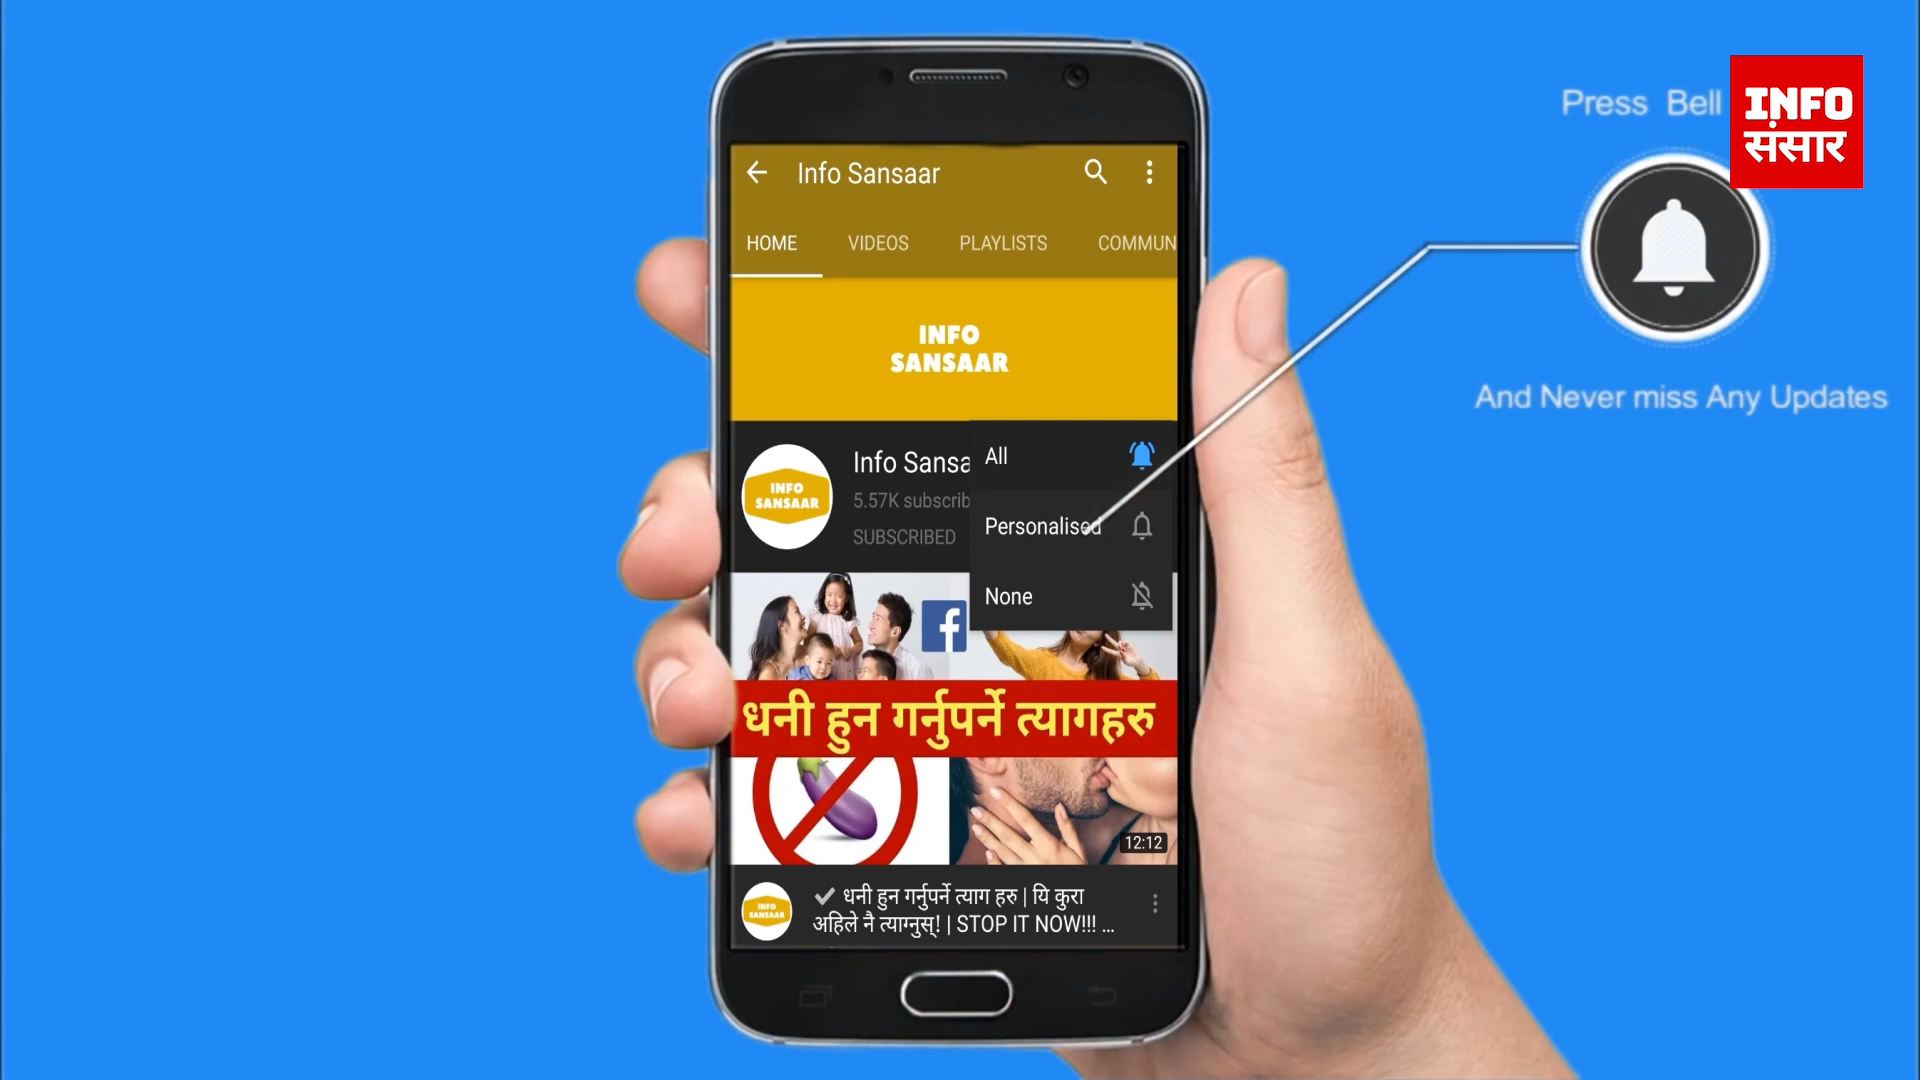 Press Bell
INFO
संसार
And Never miss Any Updates
Info Sansaar
HOME VIDEOS PLAYLISTS COMMUN
INFO
SANSAAR
Info Sansa
5.57K subscrib
SUBSCRIBED
INFO
SANSAAR
All
Personalised
None
धनी हुन गर्नुपर्ने त्यागहरु
12:12
INFO
SANSAAR
धनी हुन गर्नुपर्ने त्याग हरु | यि कुरा
अहिले नै त्याग्नुस्! | STOP IT NOW!!! ...